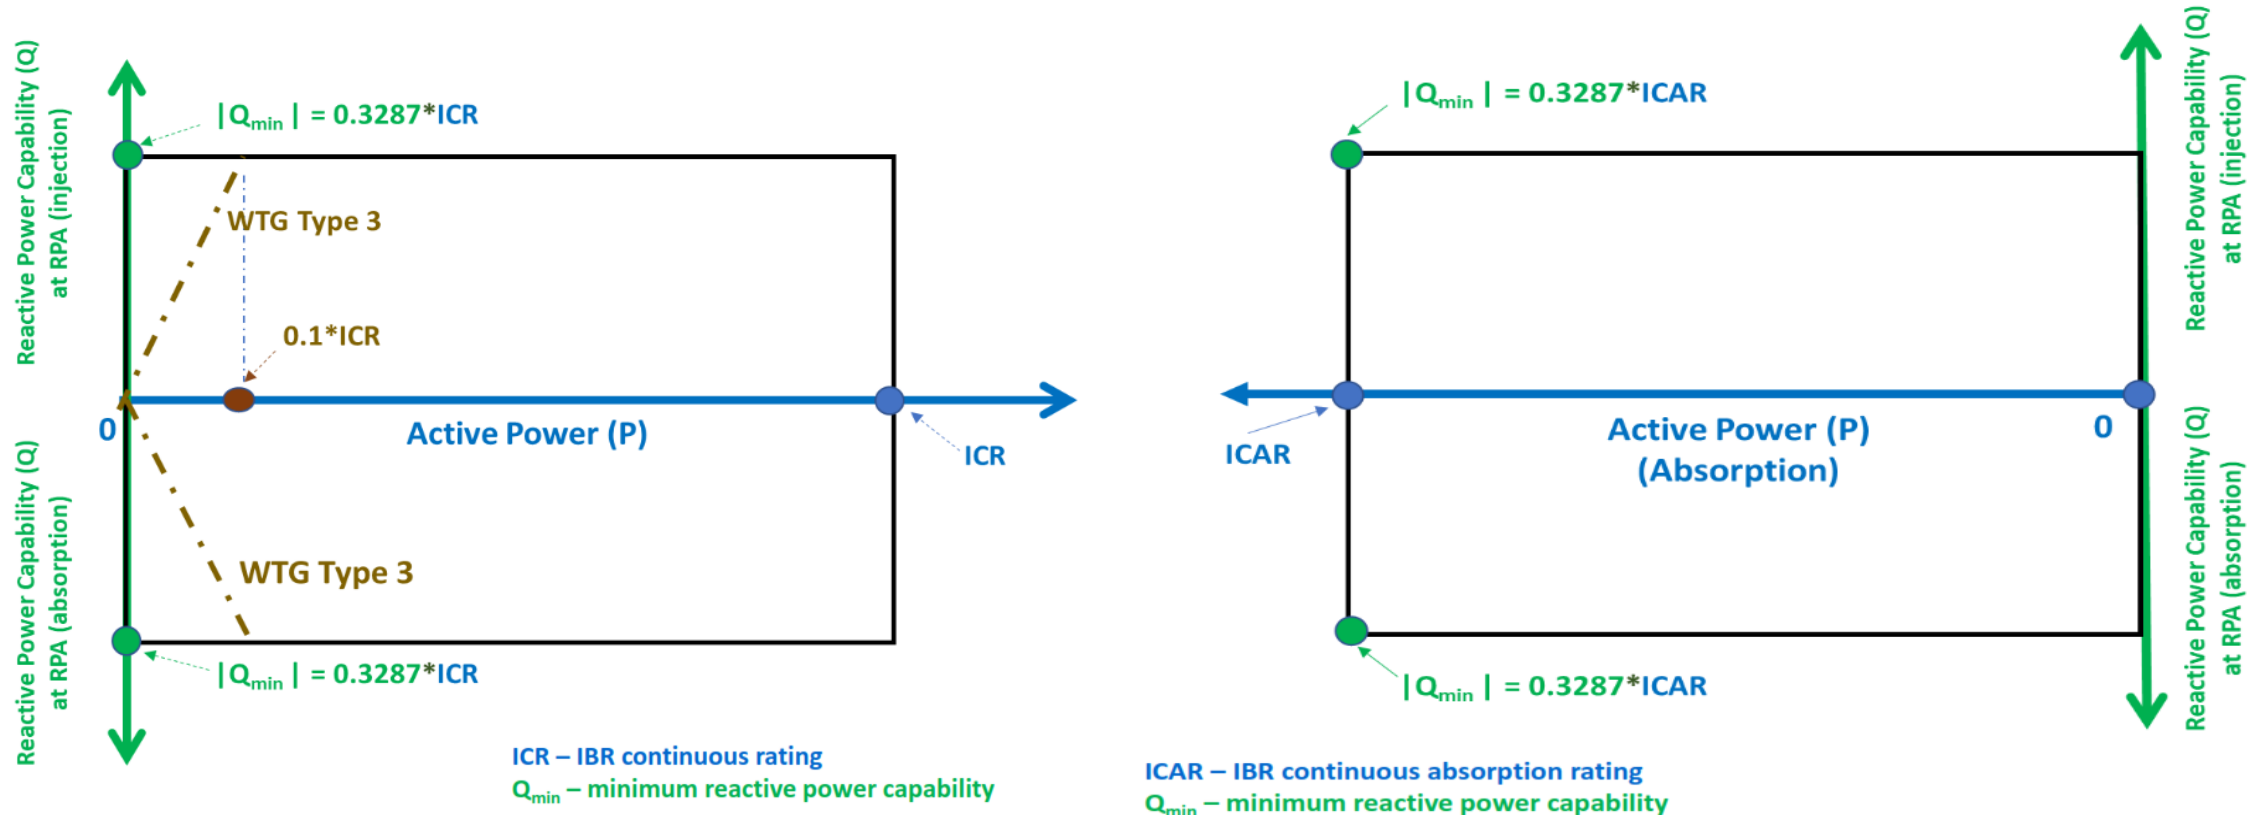 Reactive Power Capability (Q)
at RPA (injection)
|Qmin | = 0.3287*ICR
WTG Type 3
0.1*ICR
0
Active Power (P)
ICR
Reactive Power Capability (Q)
at RPA (absorption)
WTG Type 3
|Qmin | = 0.3287*ICR
ICR – IBR continuous rating
Qmin – minimum reactive power capability
|Qmin | = 0.3287*ICAR
Reactive Power Capability (Q)
at RPA (injection)
ICAR
Active Power (P)
(Absorption)
0
Reactive Power Capability (Q)
at RPA (absorption)
|Qmin | = 0.3287*ICAR
ICAR – IBR continuous absorption rating
Qmin – minimum reactive power capability